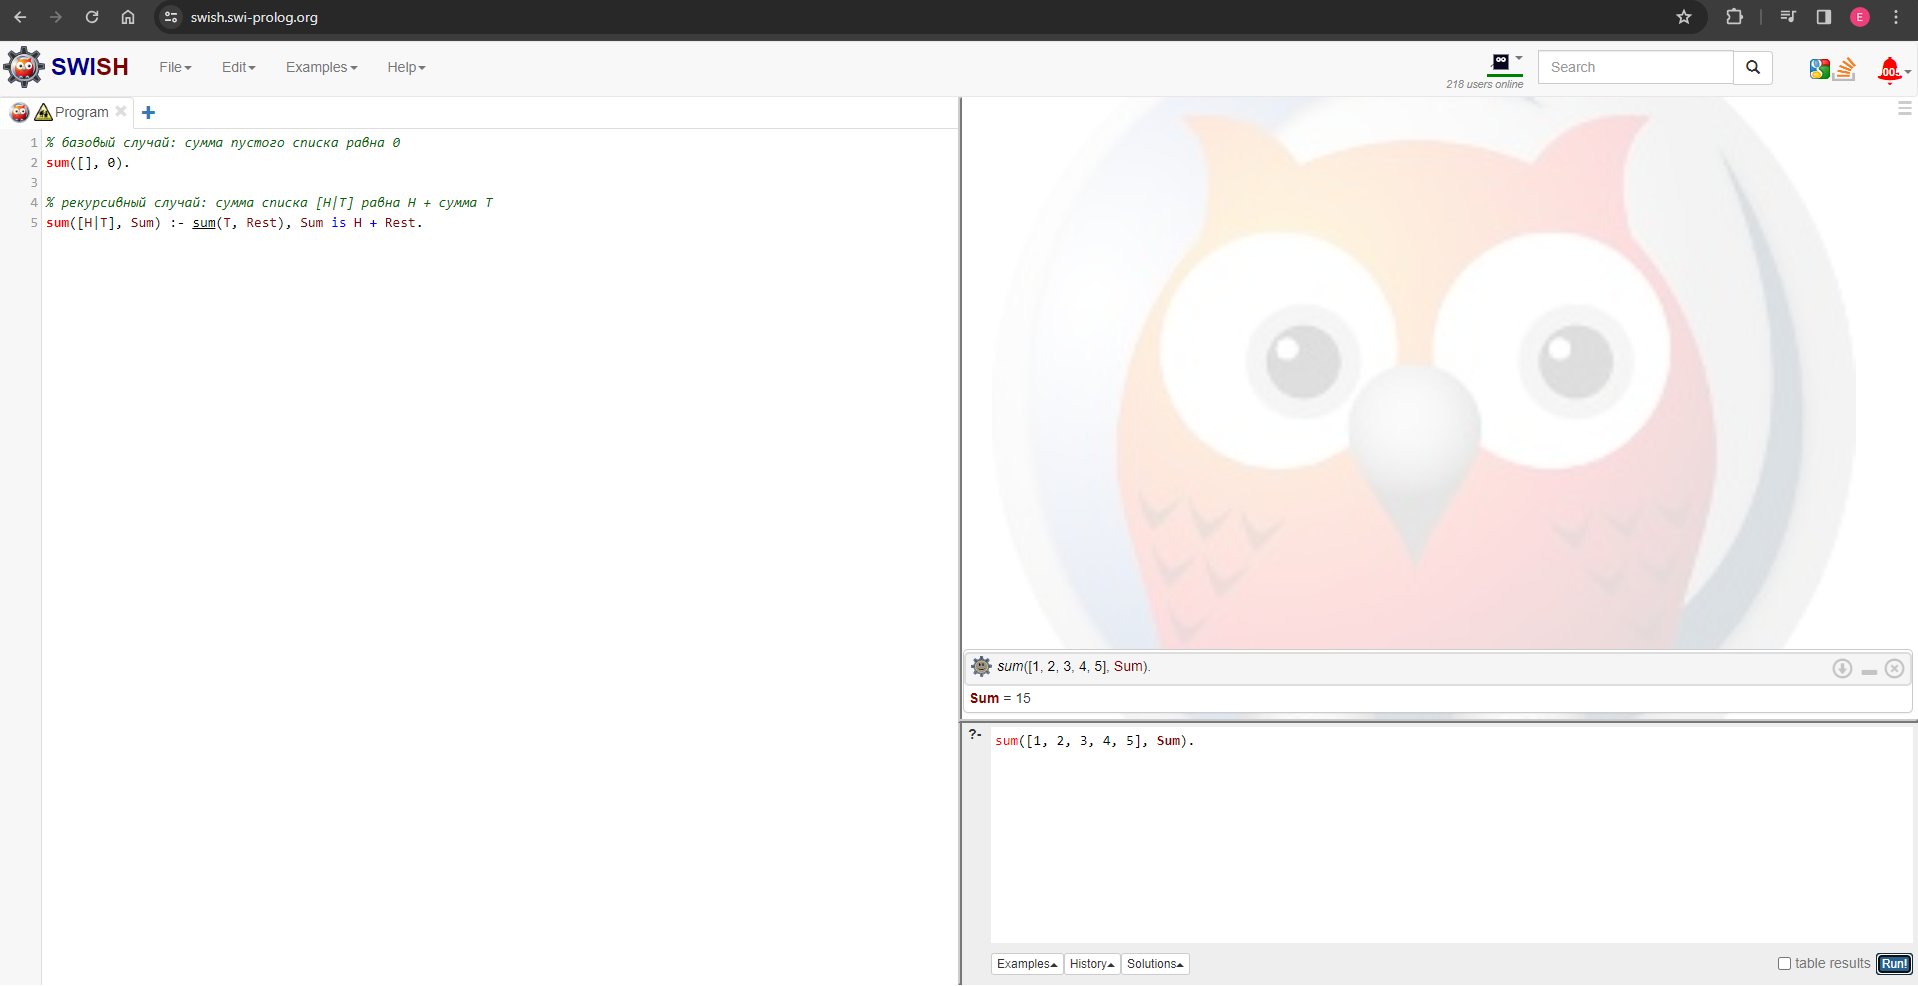 swish.swi-prolog.org
E
SWISH
File
Edit
Examples
Help
218 users online
Search
Program
1 % базовый случай: сумма пустого списка равна 0
2 sum([], 0).
3
4 % рекурсивный случай: сумма списка [H|T] равна H + сумма T
5 sum([H|T], Sum) :- sum(T, Rest), Sum is H + Rest.
sum([1, 2, 3, 4, 5], Sum).
Sum = 15
?- sum([1, 2, 3, 4, 5], Sum).
Examples
History
Solutions
table results
Run!